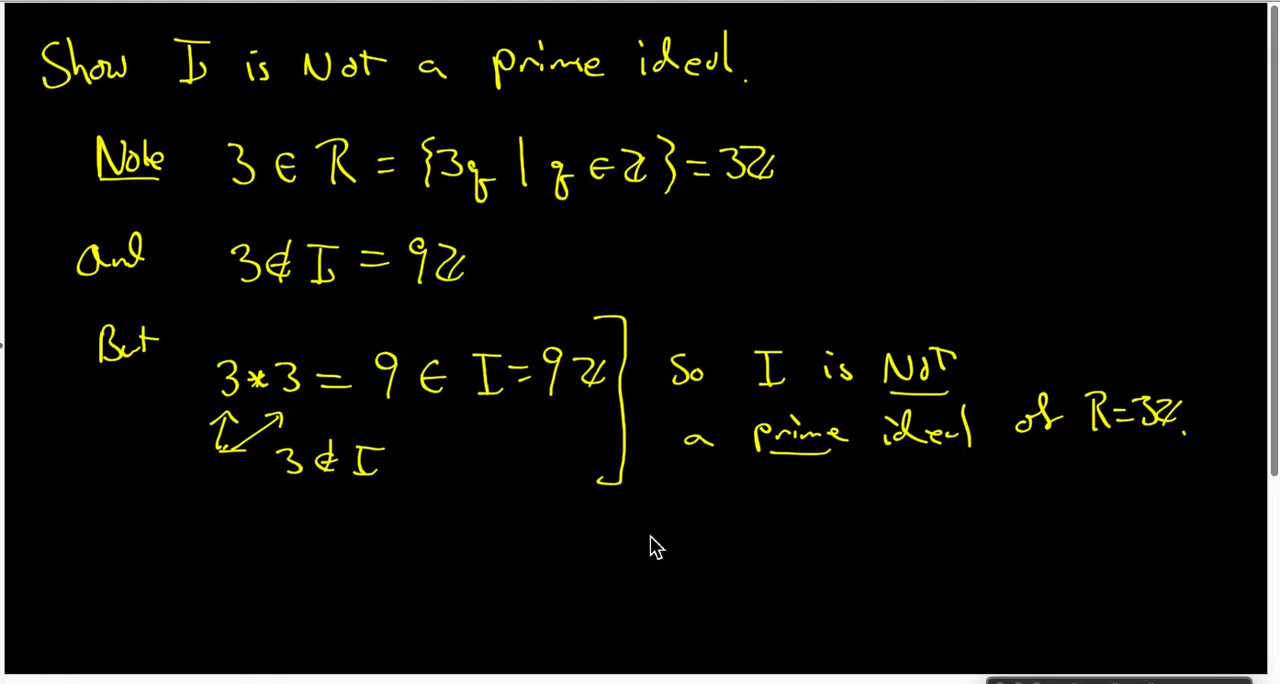 Show I is Not a prime ideal.
Note 3 ∈ R = {3q | q ∈ ℤ} = 3ℤ
and 3 ∉ I = 9ℤ
But 3 * 3 = 9 ∈ I = 9ℤ ] So I is NOT
3 ∉ I a prime ideal of R = 3ℤ.